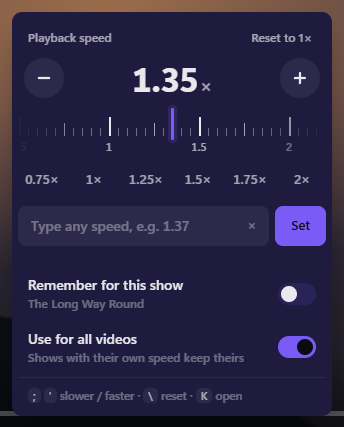 Playback speed Reset to 1×
− 1.35× +
5 1 1.5 2
0.75× 1× 1.25× 1.5× 1.75× 2×
Type any speed, e.g. 1.37 × Set
Remember for this show
The Long Way Round
Use for all videos
Shows with their own speed keep theirs
; ' slower / faster · \ reset · K open